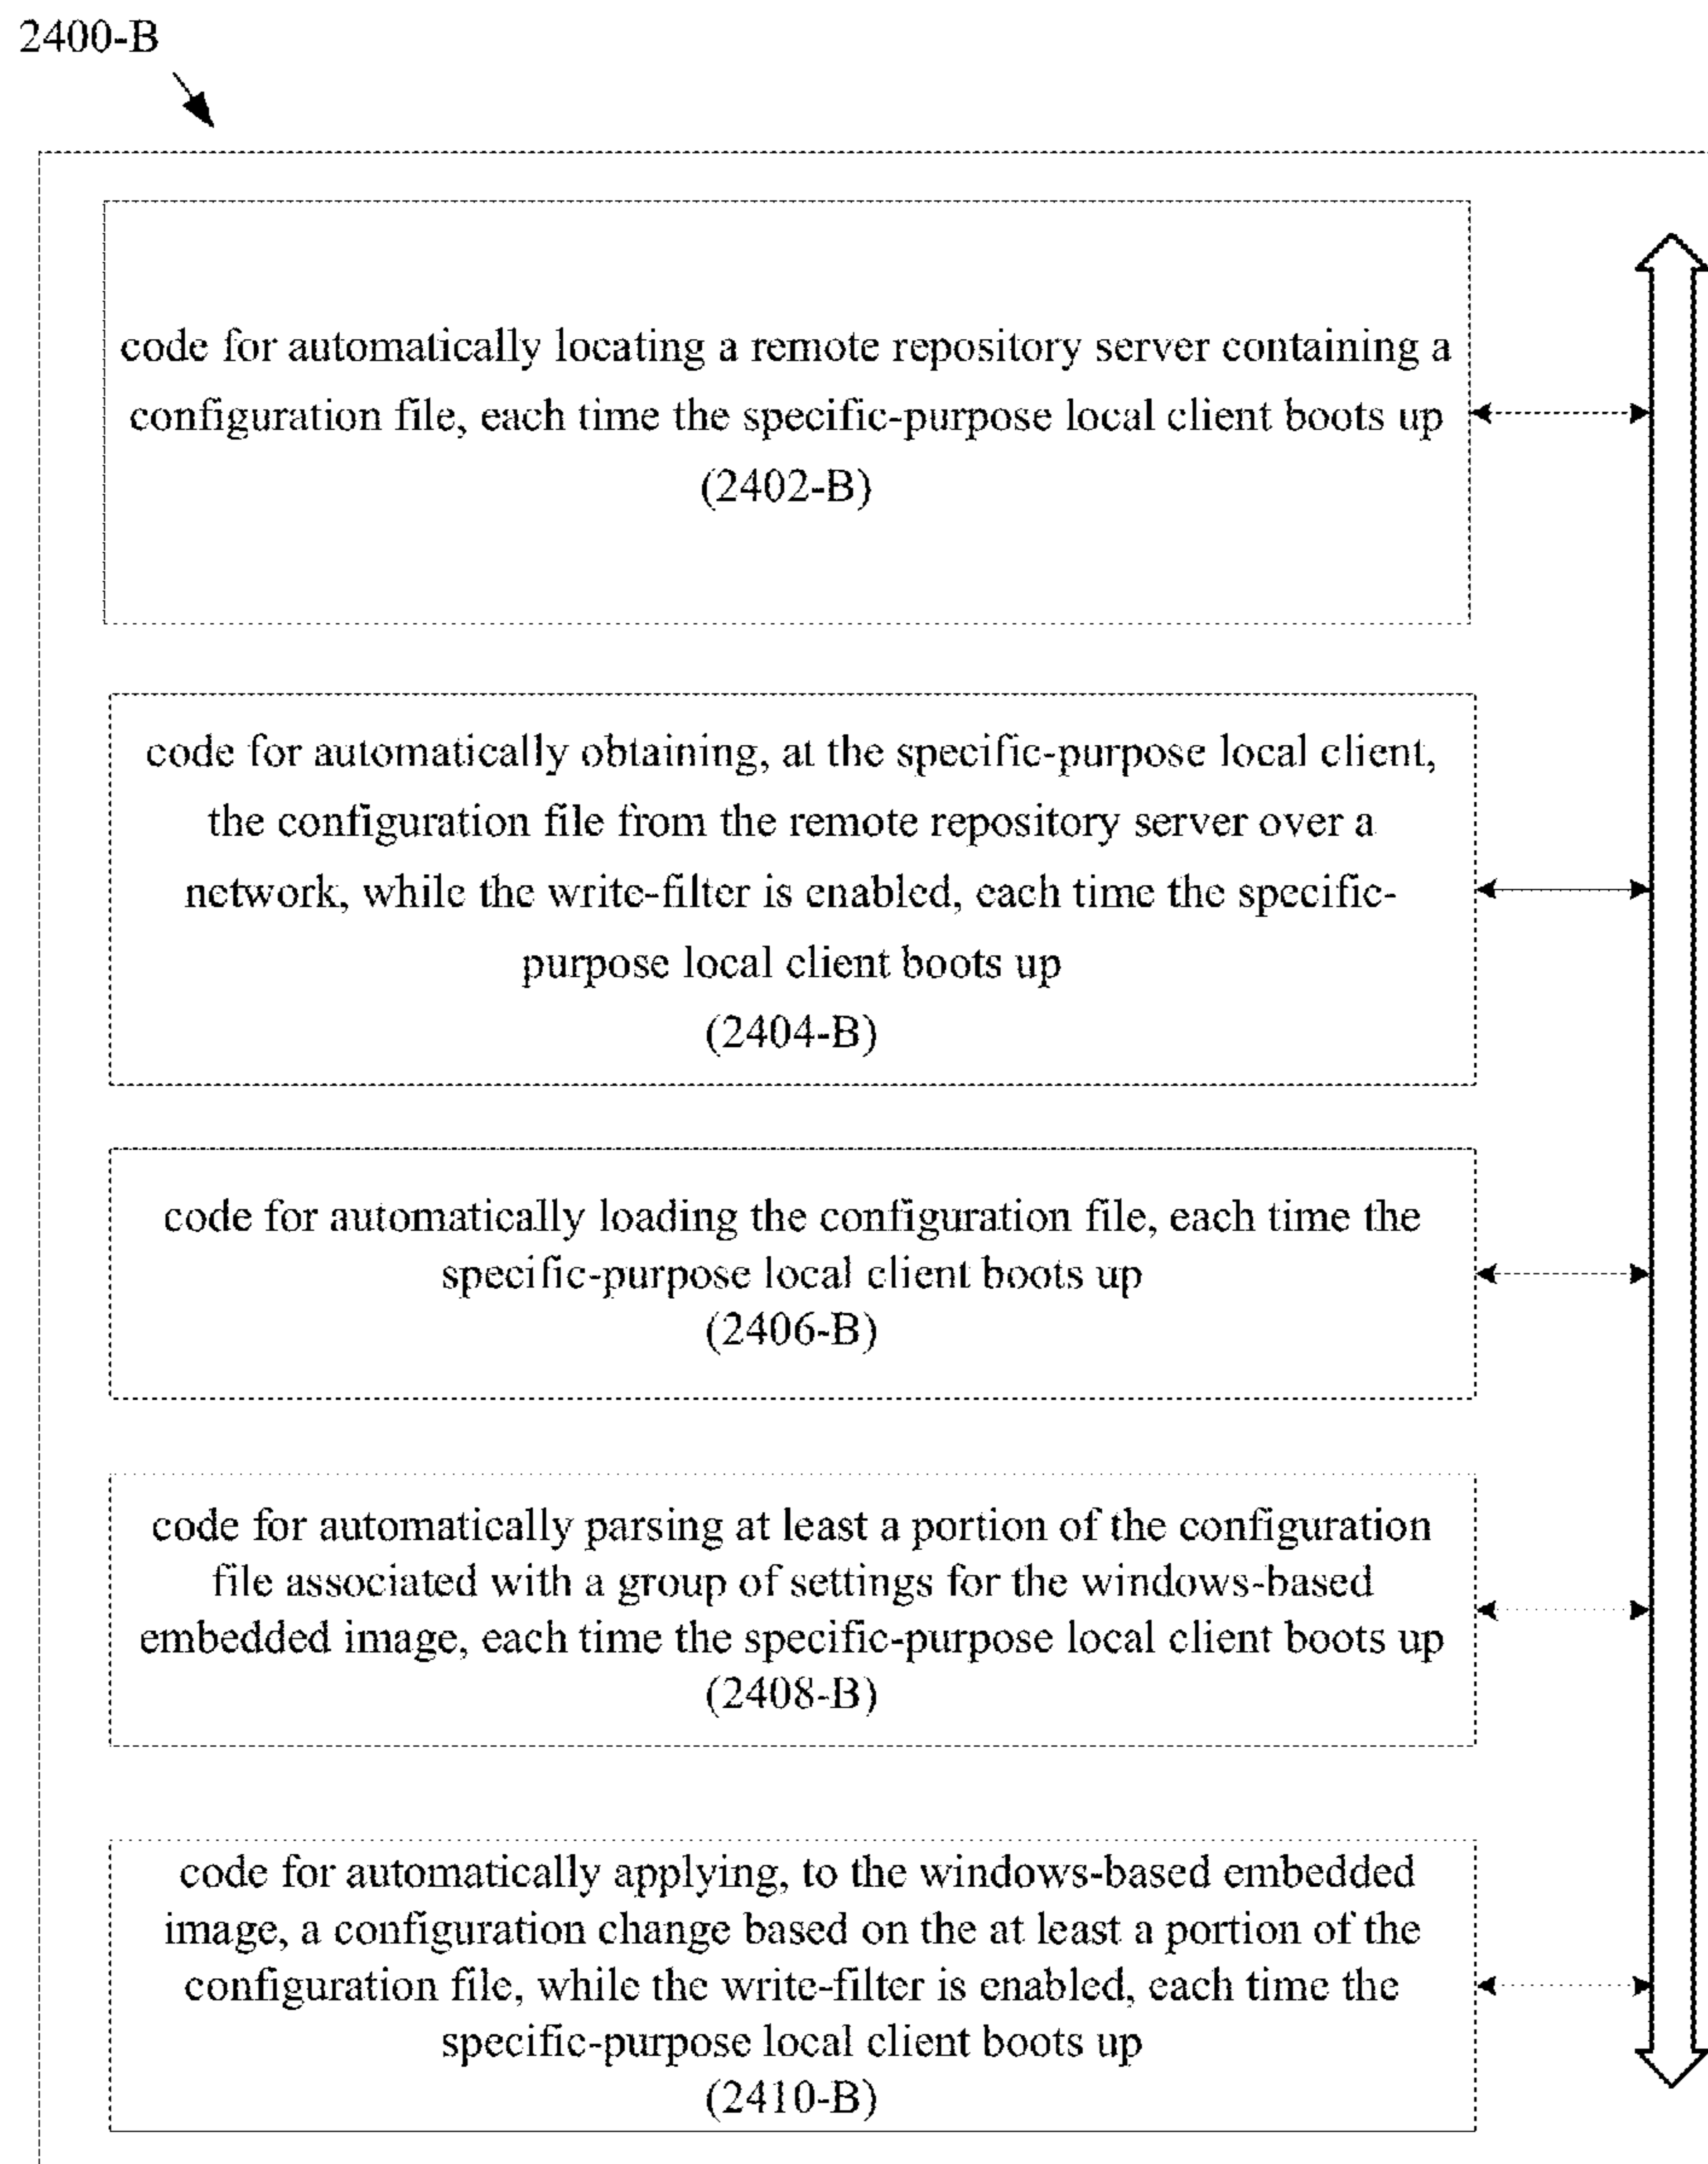 2400-B
code for automatically locating a remote repository server containing a
configuration file, each time the specific-purpose local client boots up
(2402-B)
code for automatically obtaining, at the specific-purpose local client,
the configuration file from the remote repository server over a
network, while the write-filter is enabled, each time the specific-
purpose local client boots up
(2404-B)
code for automatically loading the configuration file, each time the
specific-purpose local client boots up
(2406-B)
code for automatically parsing at least a portion of the configuration
file associated with a group of settings for the windows-based
embedded image, each time the specific-purpose local client boots up
(2408-B)
code for automatically applying, to the windows-based embedded
image, a configuration change based on the at least a portion of the
configuration file, while the write-filter is enabled, each time the
specific-purpose local client boots up
(2410-B)